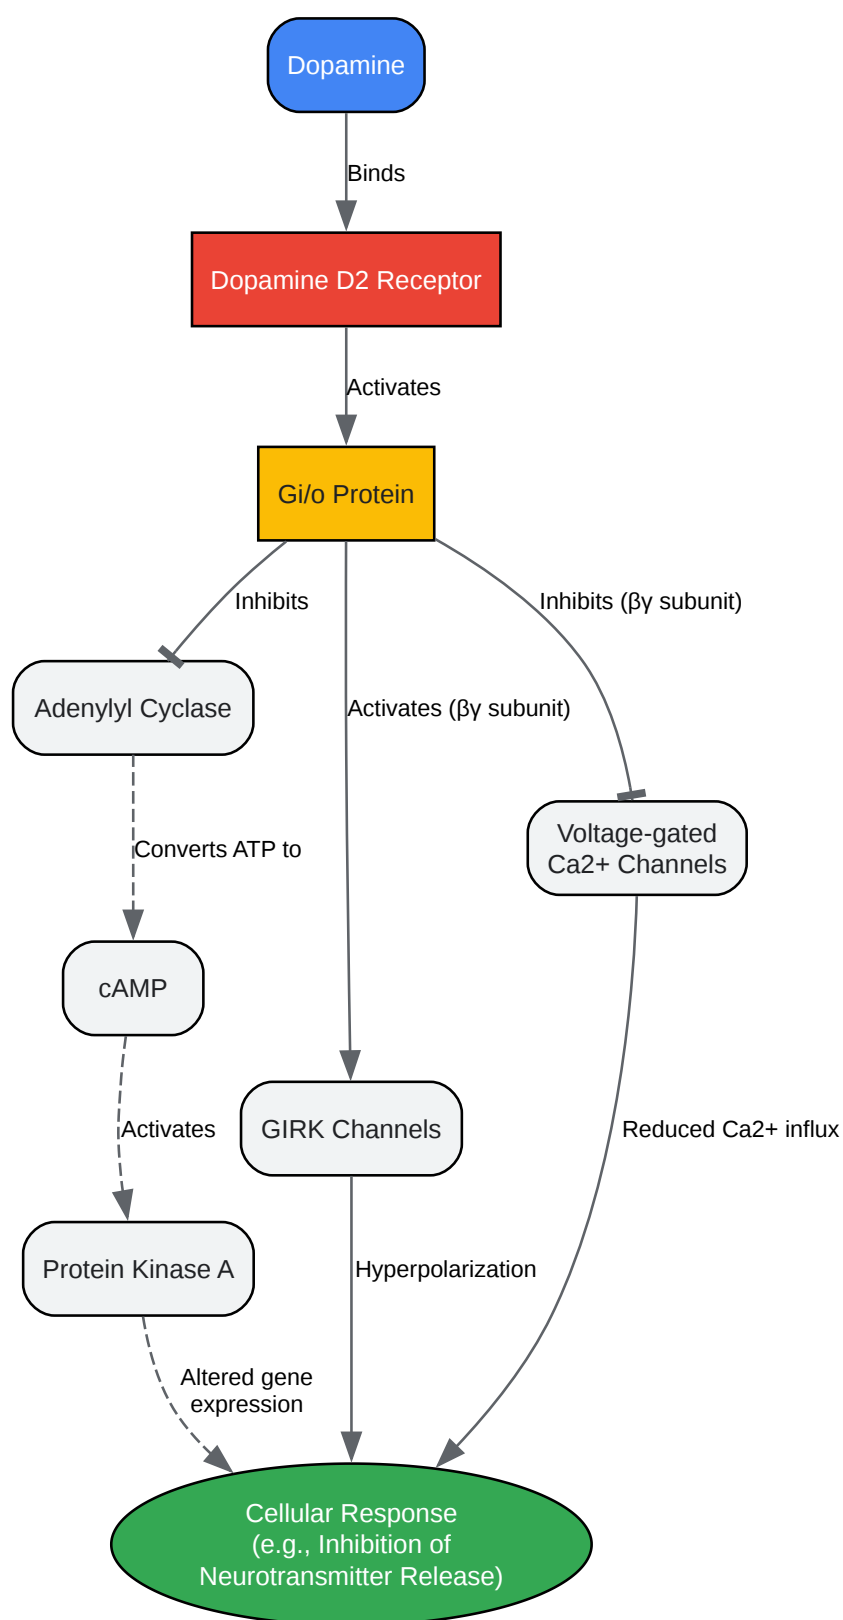 Dopamine
Binds
Dopamine D2 Receptor
Activates
Gi/o Protein
Inhibits
Inhibits (βγ subunit)
Adenylyl Cyclase
Activates (βγ subunit)
Voltage-gated
Ca2+ Channels
Converts ATP to
cAMP
Activates
GIRK Channels
Reduced Ca2+ influx
Protein Kinase A
Hyperpolarization
Altered gene
expression
Cellular Response
(e.g., Inhibition of
Neurotransmitter Release)